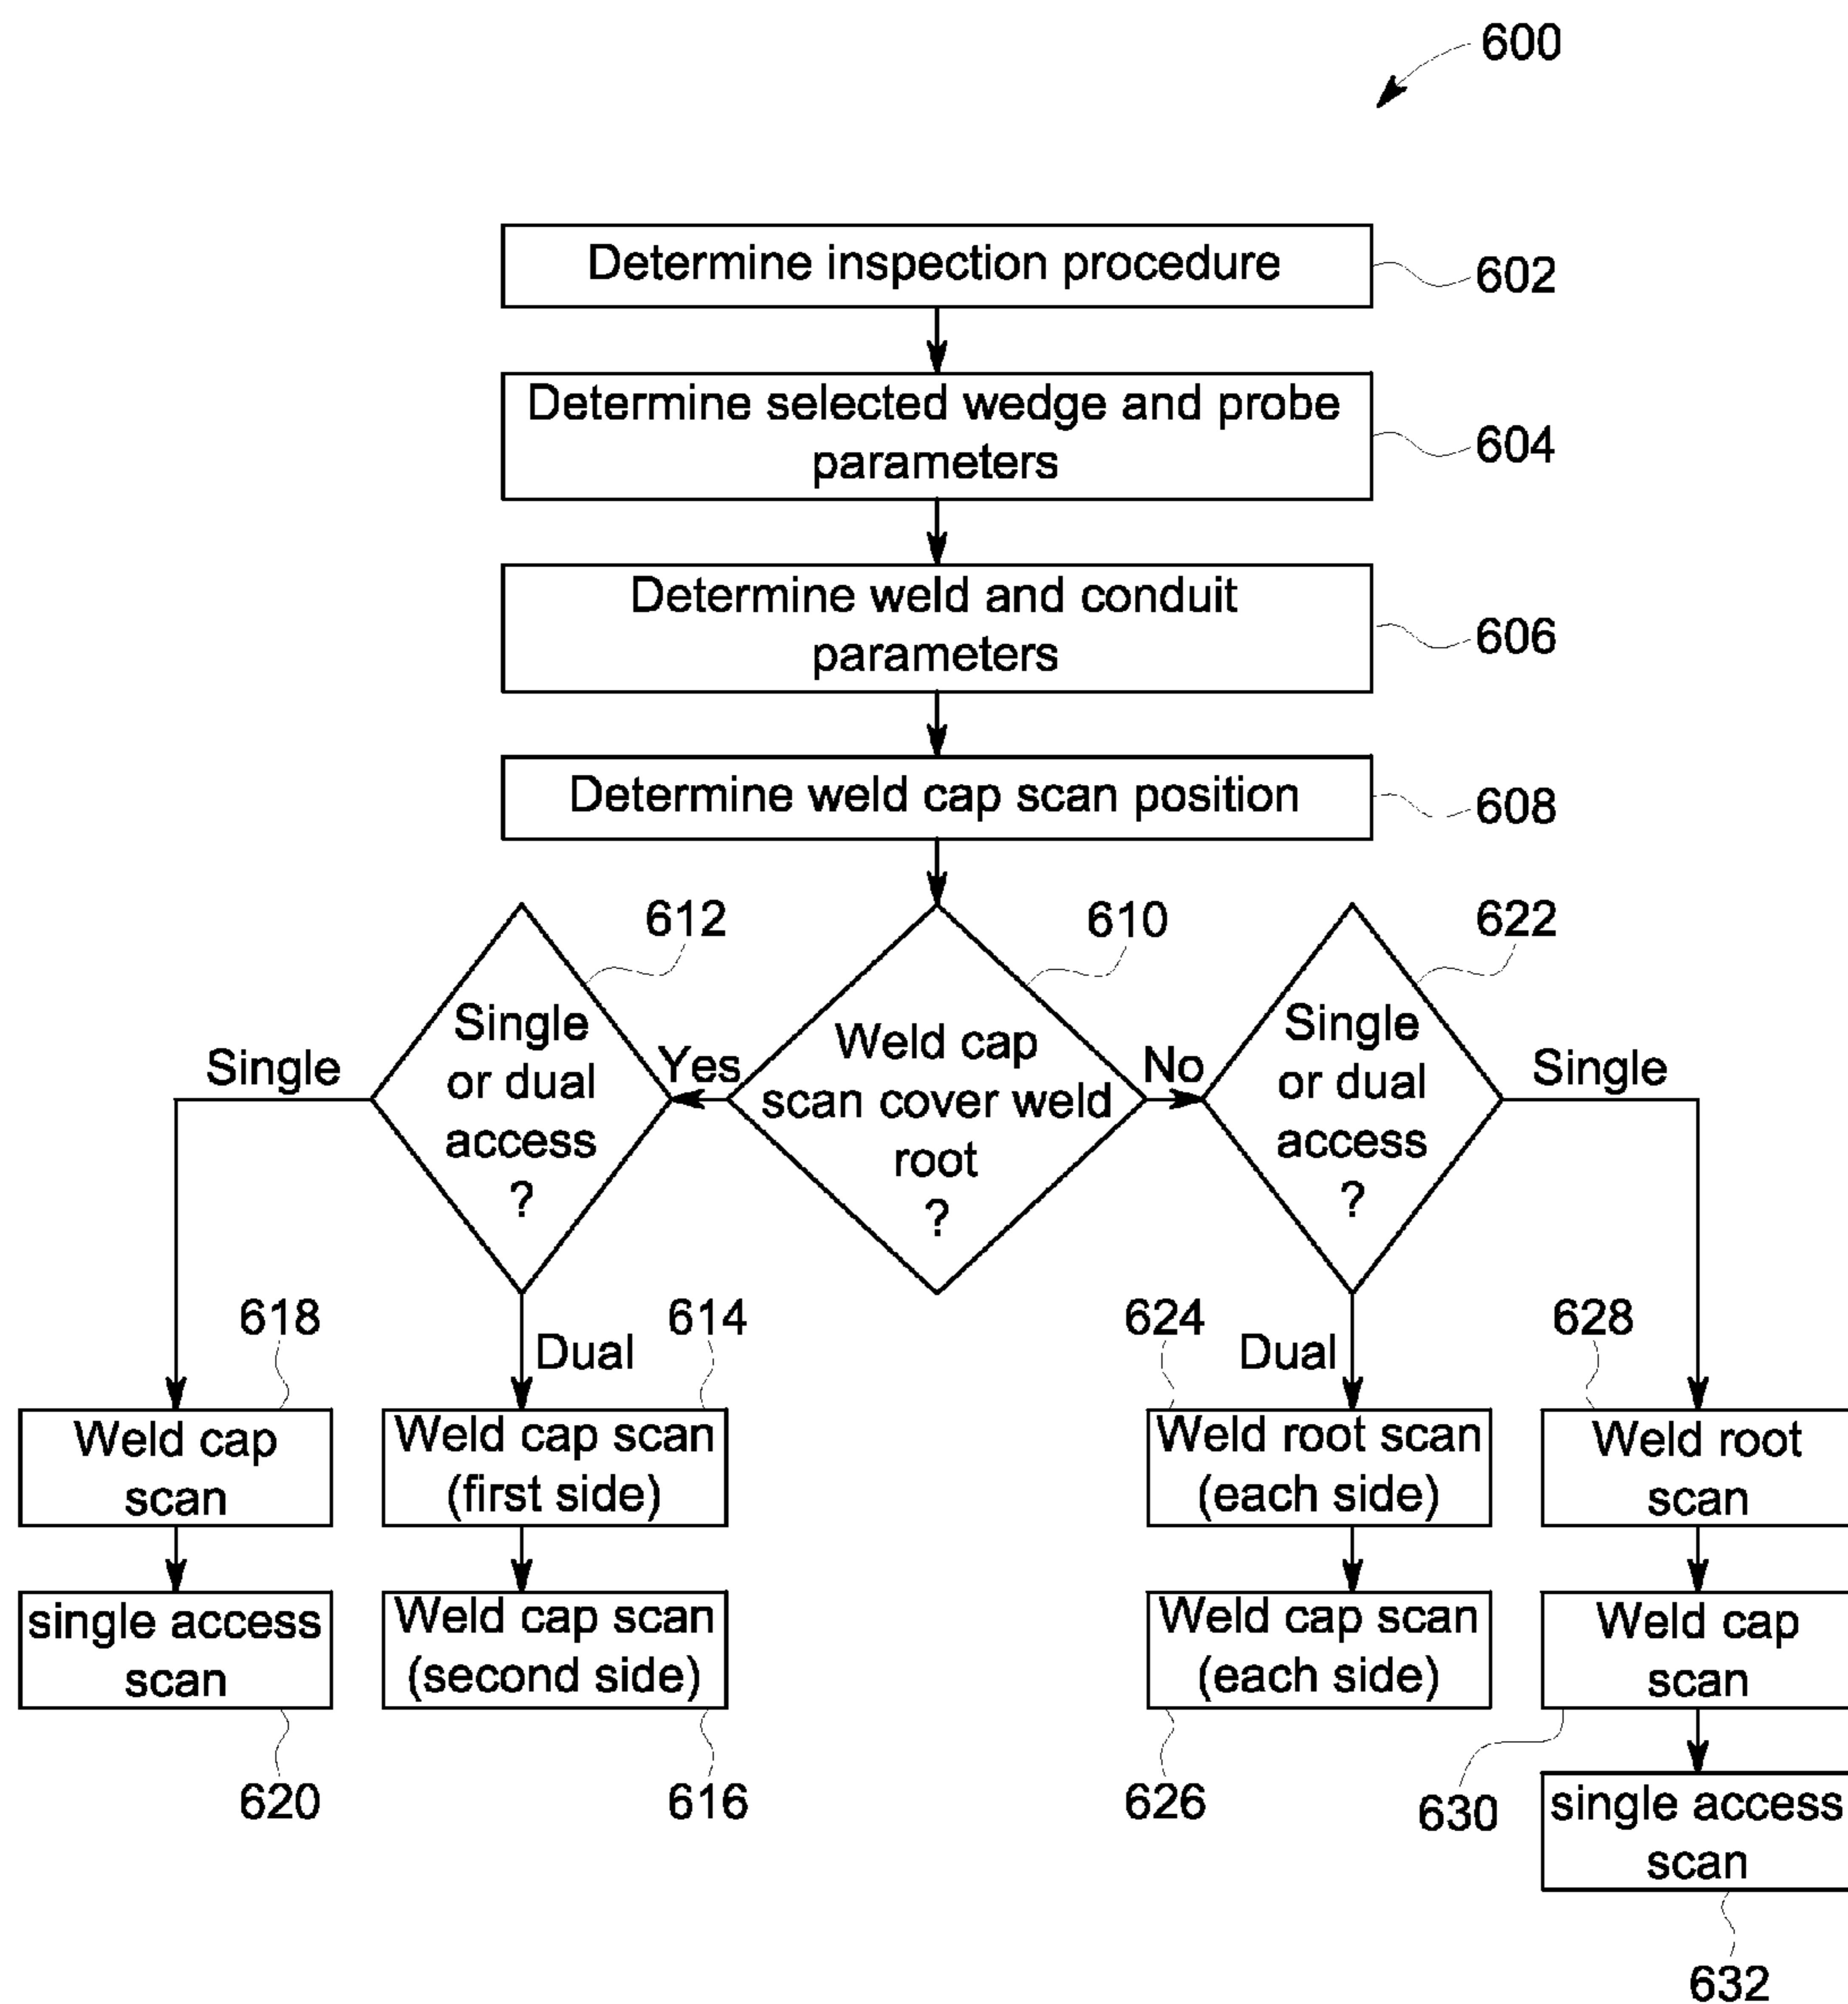 600
Determine inspection procedure
602
Determine selected wedge and probe
parameters
604
Determine weld and conduit
parameters
606
Determine weld cap scan position
608
612
610
622
Single
Single
or dual
access
?
Yes
Weld cap
scan cover weld
root
?
No
Single
or dual
access
?
Single
618
Dual
614
624
Dual
628
Weld cap
scan
Weld cap scan
(first side)
Weld root scan
(each side)
Weld root
scan
single access
scan
Weld cap scan
(second side)
Weld cap scan
(each side)
Weld cap
scan
620
616
626
630
single access
scan
632